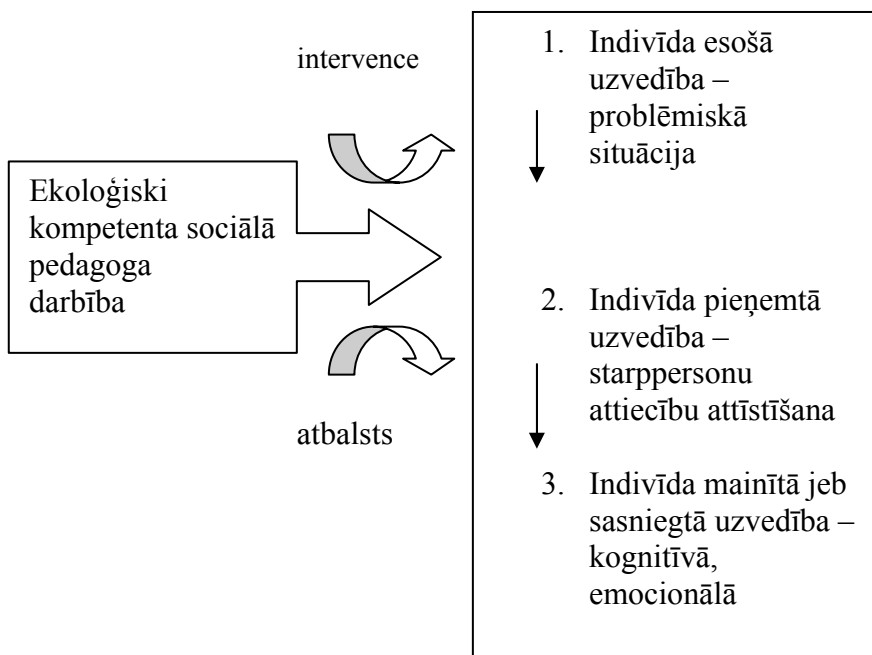 intervence
Ekoloģiski
kompetenta sociālā
pedagoga
darbība
atbalsts
1. Indivīda esošā
uzvedība –
problēmiskā
situācija
2. Indivīda pieņemtā
uzvedība –
starppersonu
attiecību attīstīšana
3. Indivīda mainītā jeb
sasniegtā uzvedība –
kognitīvā,
emocionālā